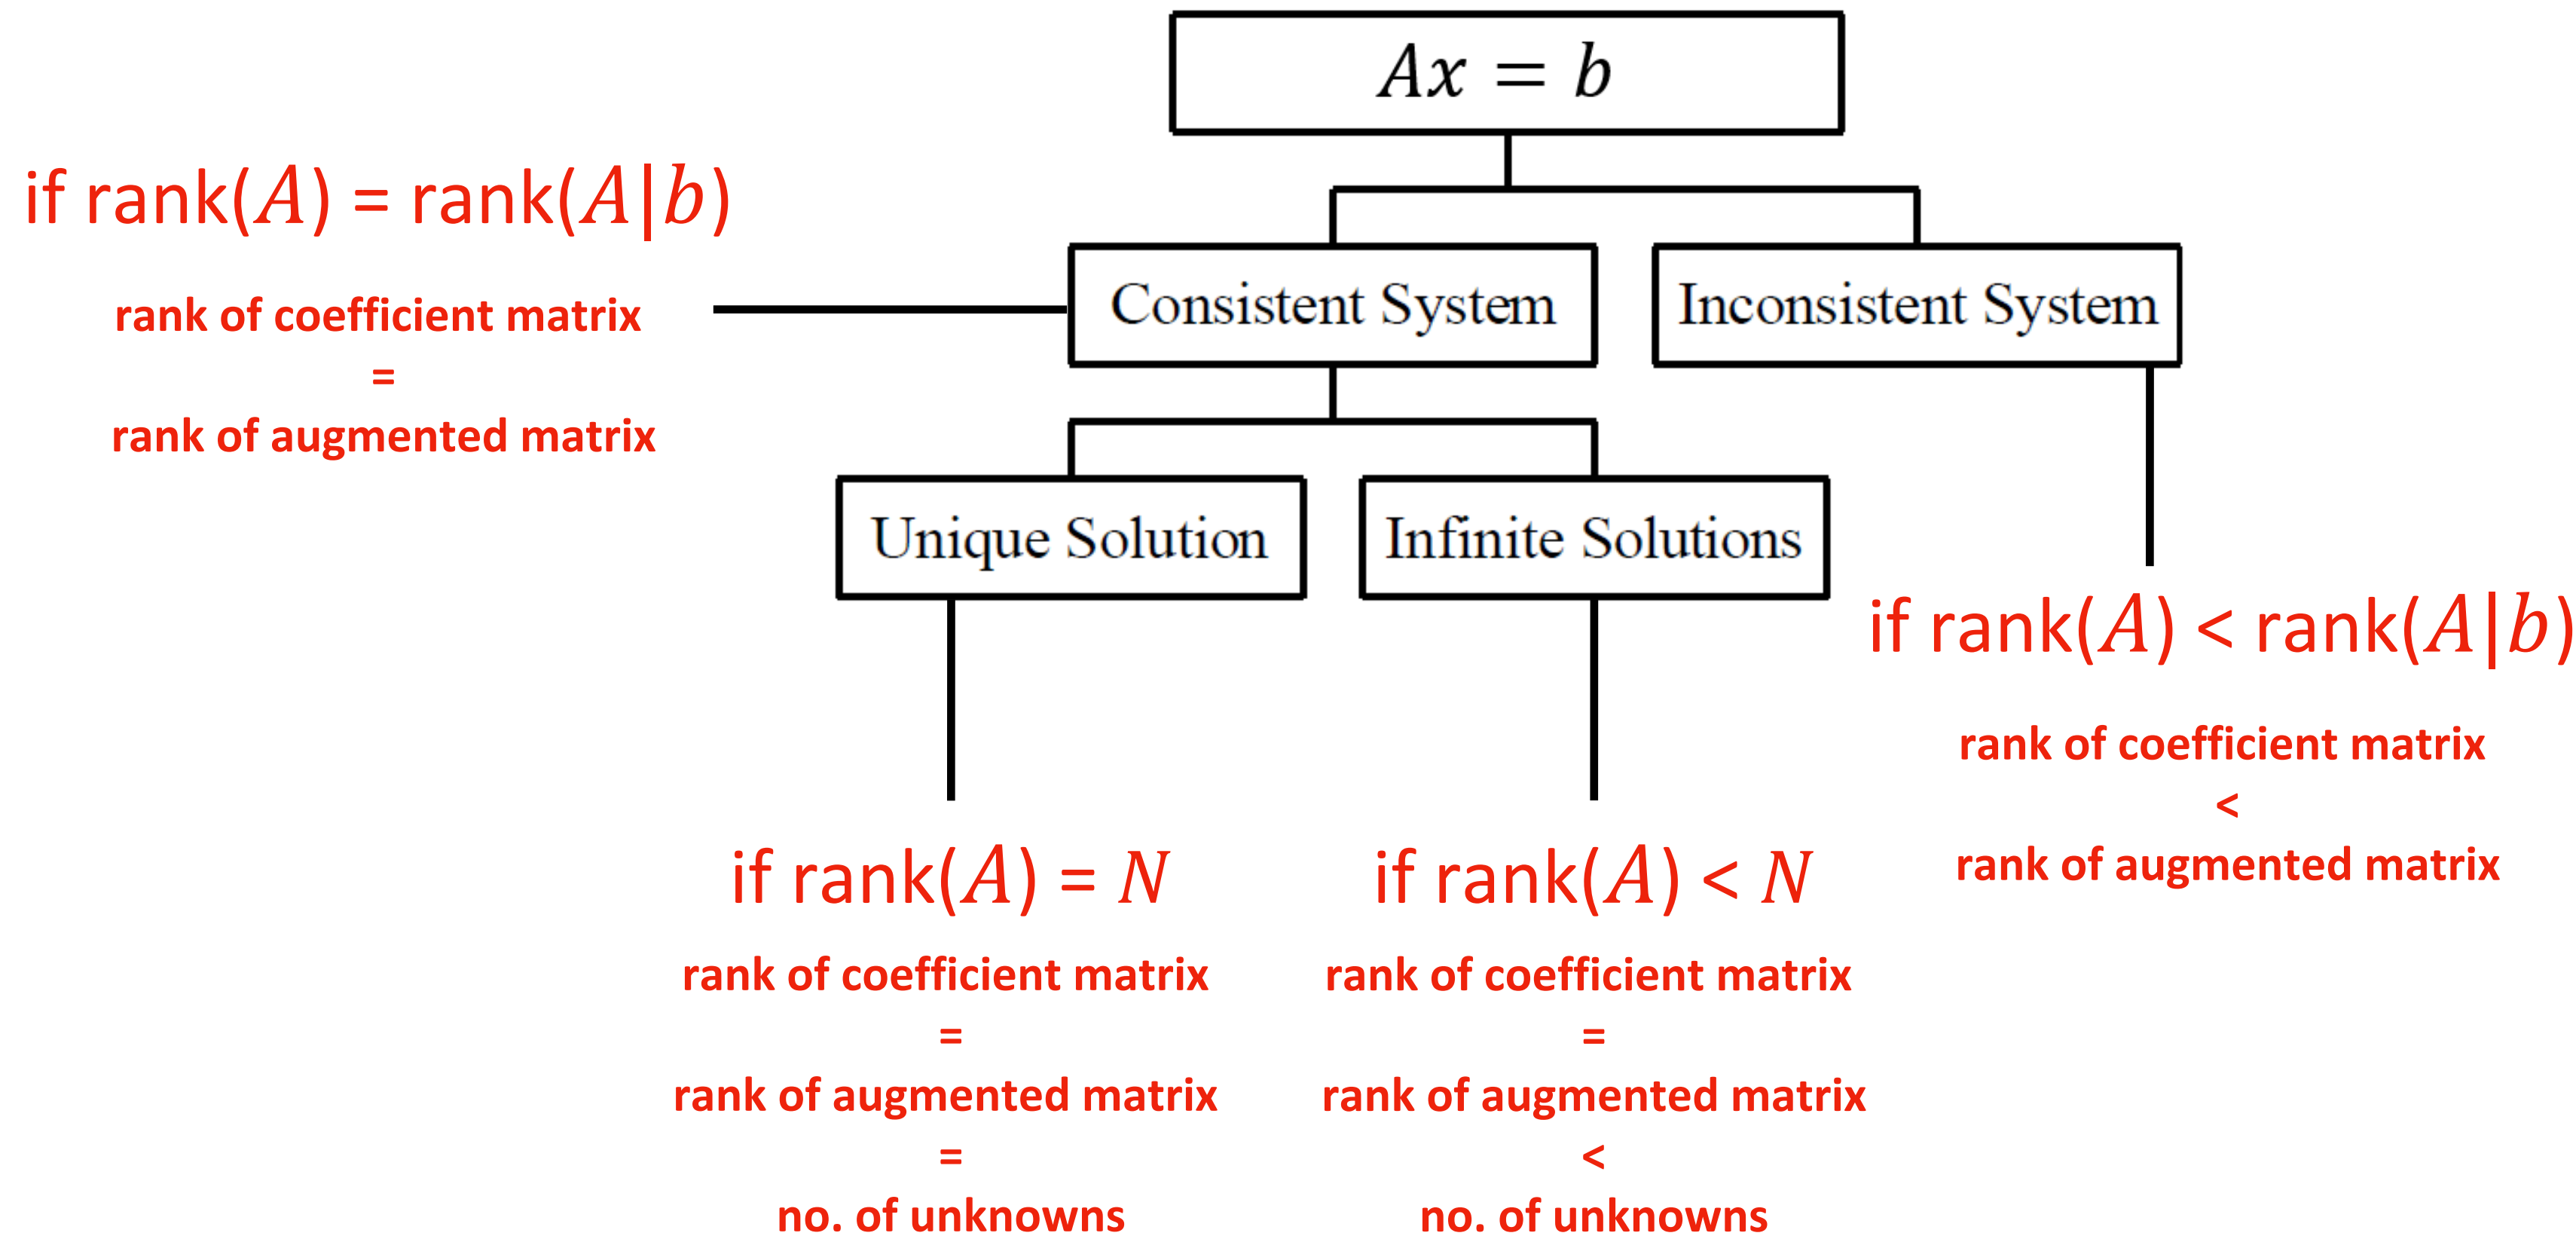 Ax = b
if rank(A) = rank(A|b)
rank of coefficient matrix
=
rank of augmented matrix
Consistent System
Inconsistent System
Unique Solution
Infinite Solutions
if rank(A) < rank(A|b)
rank of coefficient matrix
<
rank of augmented matrix
if rank(A) = N
rank of coefficient matrix
=
rank of augmented matrix
=
no. of unknowns
if rank(A) < N
rank of coefficient matrix
=
rank of augmented matrix
<
no. of unknowns